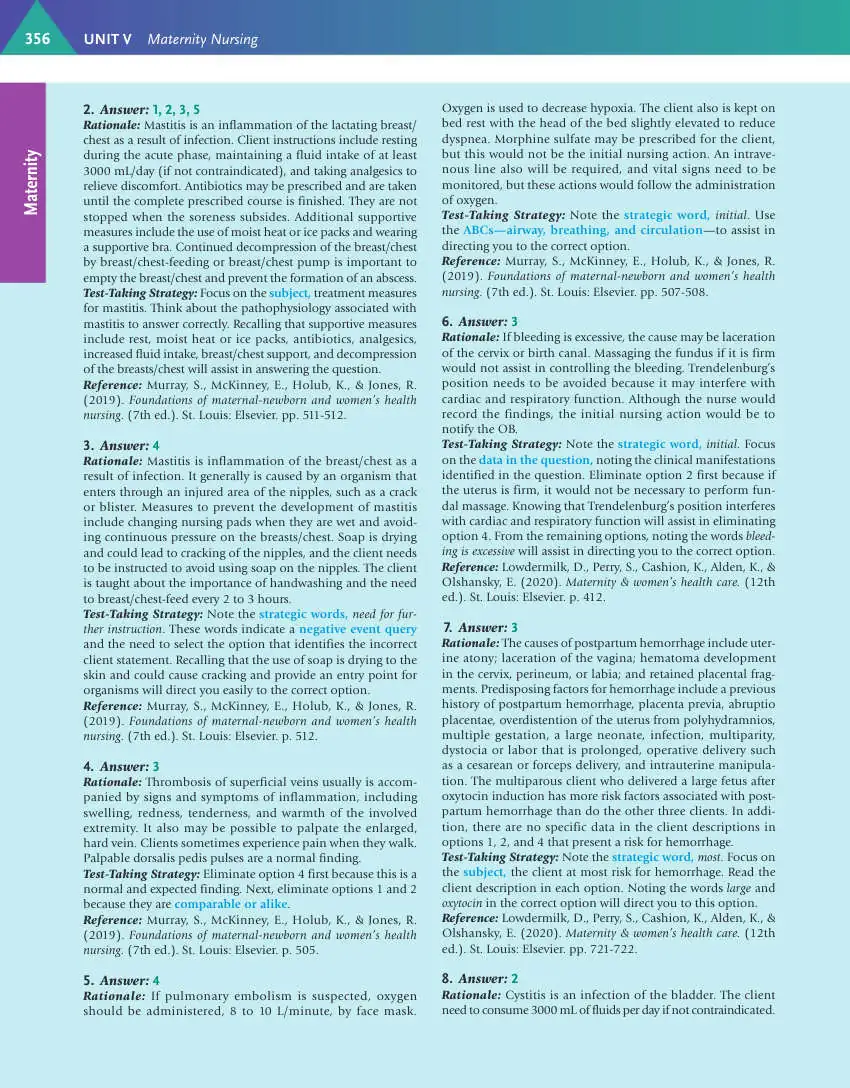 356
UNIT V Maternity Nursing
Maternity
2. Answer: 1, 2, 3, 5
Rationale: Mastitis is an inflammation of the lactating breast/
chest as a result of infection. Client instructions include resting
during the acute phase, maintaining a fluid intake of at least
3000 mL/day (if not contraindicated), and taking analgesics to
relieve discomfort. Antibiotics may be prescribed and are taken
until the complete prescribed course is finished. They are not
stopped when the soreness subsides. Additional supportive
measures include the use of moist heat or ice packs and wearing
a supportive bra. Continued decompression of the breast/chest
by breast/chest-feeding or breast/chest pump is important to
empty the breast/chest and prevent the formation of an abscess.
Test-Taking Strategy: Focus on the subject, treatment measures
for mastitis. Think about the pathophysiology associated with
mastitis to answer correctly. Recalling that supportive measures
include rest, moist heat or ice packs, antibiotics, analgesics,
increased fluid intake, breast/chest support, and decompression
of the breasts/chest will assist in answering the question.
Reference: Murray, S., McKinney, E., Holub, K., & Jones, R.
(2019). Foundations of maternal-newborn and women's health
nursing. (7th ed.). St. Louis: Elsevier. pp. 511-512.
3. Answer: 4
Rationale: Mastitis is inflammation of the breast/chest as a
result of infection. It generally is caused by an organism that
enters through an injured area of the nipples, such as a crack
or blister. Measures to prevent the development of mastitis
include changing nursing pads when they are wet and avoid-
ing continuous pressure on the breasts/chest. Soap is drying
and could lead to cracking of the nipples, and the client needs
to be instructed to avoid using soap on the nipples. The client
is taught about the importance of handwashing and the need
to breast/chest-feed every 2 to 3 hours.
Test-Taking Strategy: Note the strategic words, need for fur-
ther instruction. These words indicate a negative event query
and the need to select the option that identifies the incorrect
client statement. Recalling that the use of soap is drying to the
skin and could cause cracking and provide an entry point for
organisms will direct you easily to the correct option.
Reference: Murray, S., McKinney, E., Holub, K., & Jones, R.
(2019). Foundations of maternal-newborn and women's health
nursing. (7th ed.). St. Louis: Elsevier. p. 512.
4. Answer: 3
Rationale: Thrombosis of superficial veins usually is accom-
panied by signs and symptoms of inflammation, including
swelling, redness, tenderness, and warmth of the involved
extremity. It also may be possible to palpate the enlarged,
hard vein. Clients sometimes experience pain when they walk.
Palpable dorsalis pedis pulses are a normal finding.
Test-Taking Strategy: Eliminate option 4 first because this is a
normal and expected finding. Next, eliminate options 1 and 2
because they are comparable or alike.
Reference: Murray, S., McKinney, E., Holub, K., & Jones, R.
(2019). Foundations of maternal-newborn and women's health
nursing. (7th ed.). St. Louis: Elsevier. p. 505.
5. Answer: 4
Rationale: If pulmonary embolism is suspected, oxygen
should be administered, 8 to 10 L/minute, by face mask.
Oxygen is used to decrease hypoxia. The client also is kept on
bed rest with the head of the bed slightly elevated to reduce
dyspnea. Morphine sulfate may be prescribed for the client,
but this would not be the initial nursing action. An intrave-
nous line also will be required, and vital signs need to be
monitored, but these actions would follow the administration
of oxygen.
Test-Taking Strategy: Note the strategic word, initial. Use
the ABCs—airway, breathing, and circulation—to assist in
directing you to the correct option.
Reference: Murray, S., McKinney, E., Holub, K., & Jones, R.
(2019). Foundations of maternal-newborn and women's health
nursing. (7th ed.). St. Louis: Elsevier. pp. 507-508.
6. Answer: 3
Rationale: If bleeding is excessive, the cause may be laceration
of the cervix or birth canal. Massaging the fundus if it is firm
would not assist in controlling the bleeding. Trendelenburg's
position needs to be avoided because it may interfere with
cardiac and respiratory function. Although the nurse would
record the findings, the initial nursing action would be to
notify the OB.
Test-Taking Strategy: Note the strategic word, initial. Focus
on the data in the question, noting the clinical manifestations
identified in the question. Eliminate option 2 first because if
the uterus is firm, it would not be necessary to perform fun-
dal massage. Knowing that Trendelenburg's position interferes
with cardiac and respiratory function will assist in eliminating
option 4. From the remaining options, noting the words bleed-
ing is excessive will assist in directing you to the correct option.
Reference: Lowdermilk, D., Perry, S., Cashion, K., Alden, K., &
Olshansky, E. (2020). Maternity & women's health care. (12th
ed.). St. Louis: Elsevier. p. 412.
7. Answer: 3
Rationale: The causes of postpartum hemorrhage include uter-
ine atony; laceration of the vagina; hematoma development
in the cervix, perineum, or labia; and retained placental frag-
ments. Predisposing factors for hemorrhage include a previous
history of postpartum hemorrhage, placenta previa, abruptio
placentae, overdistention of the uterus from polyhydramnios,
multiple gestation, a large neonate, infection, multiparity,
dystocia or labor that is prolonged, operative delivery such
as a cesarean or forceps delivery, and intrauterine manipula-
tion. The multiparous client who delivered a large fetus after
oxytocin induction has more risk factors associated with post-
partum hemorrhage than do the other three clients. In addi-
tion, there are no specific data in the client descriptions in
options 1, 2, and 4 that present a risk for hemorrhage.
Test-Taking Strategy: Note the strategic word, most. Focus on
the subject, the client at most risk for hemorrhage. Read the
client description in each option. Noting the words large and
oxytocin in the correct option will direct you to this option.
Reference: Lowdermilk, D., Perry, S., Cashion, K., Alden, K., &
Olshansky, E. (2020). Maternity & women's health care. (12th
ed.). St. Louis: Elsevier. pp. 721-722.
8. Answer: 2
Rationale: Cystitis is an infection of the bladder. The client
need to consume 3000 mL of fluids per day if not contraindicated.